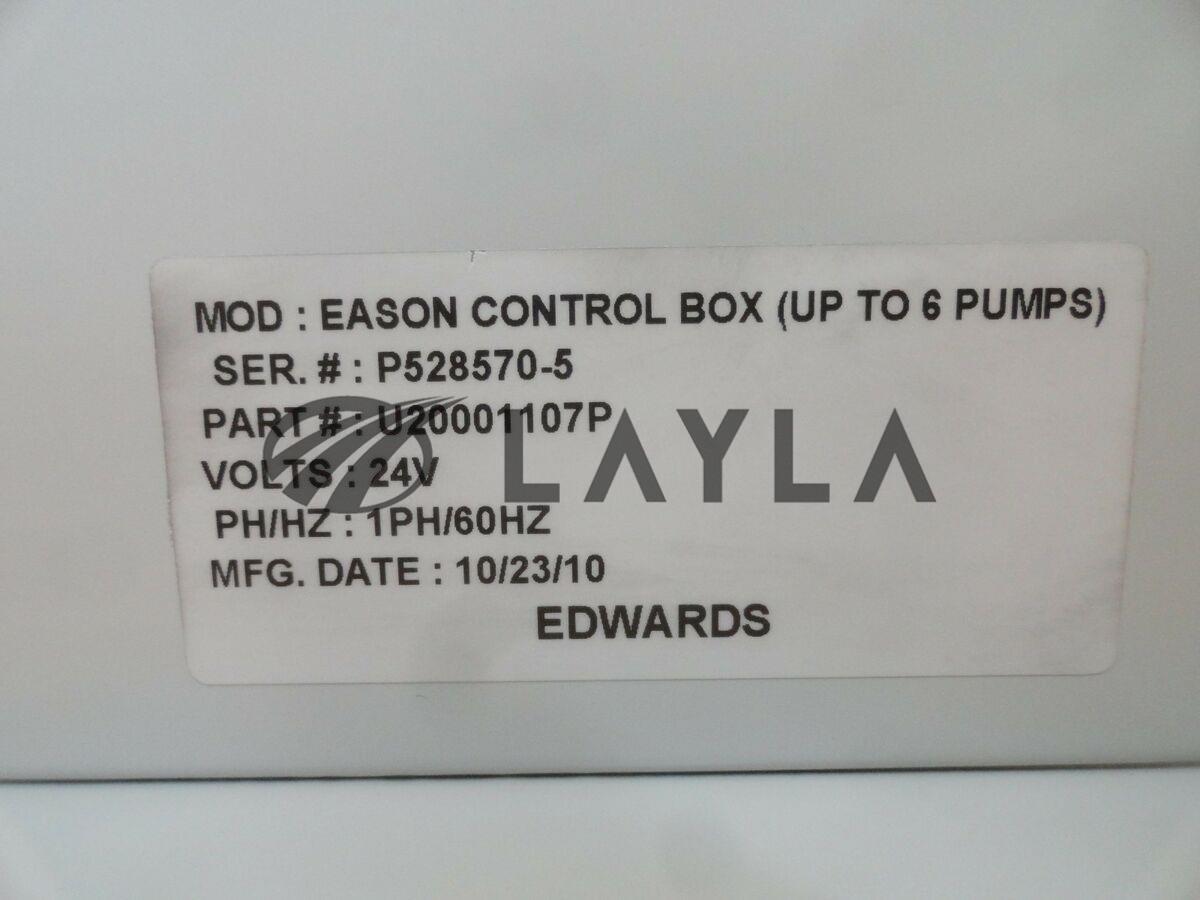 MOD : EASON CONTROL BOX (UP TO 6 PUMPS)
SER. # : P528570-5
PART # : U20001107P
LAYLA
VOLTS : 24V
PH/HZ : 1PH/60HZ
MFG. DATE : 10/23/10
EDWARDS